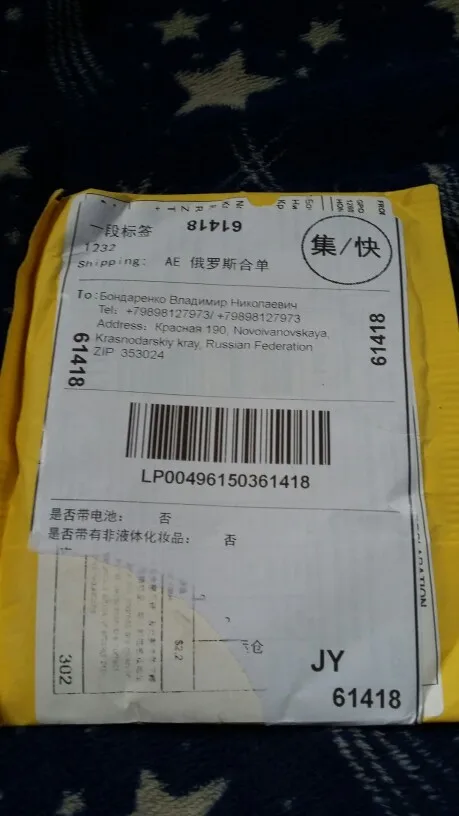 61418
一段标签
1232
Shipping: AE 俄罗斯合单
集/快
To: Бондаренко Владимир Николаевич
Tel: +79898127973/ +79898127973
Address: Красная 190, Novoivanovskaya,
Krasnodarskiy kray, Russian Federation
ZIP 353024
61418
61418
LP00496150361418
是否带电池： 否
是否带有非液体化妆品： 否
$2.2
302
JY
61418